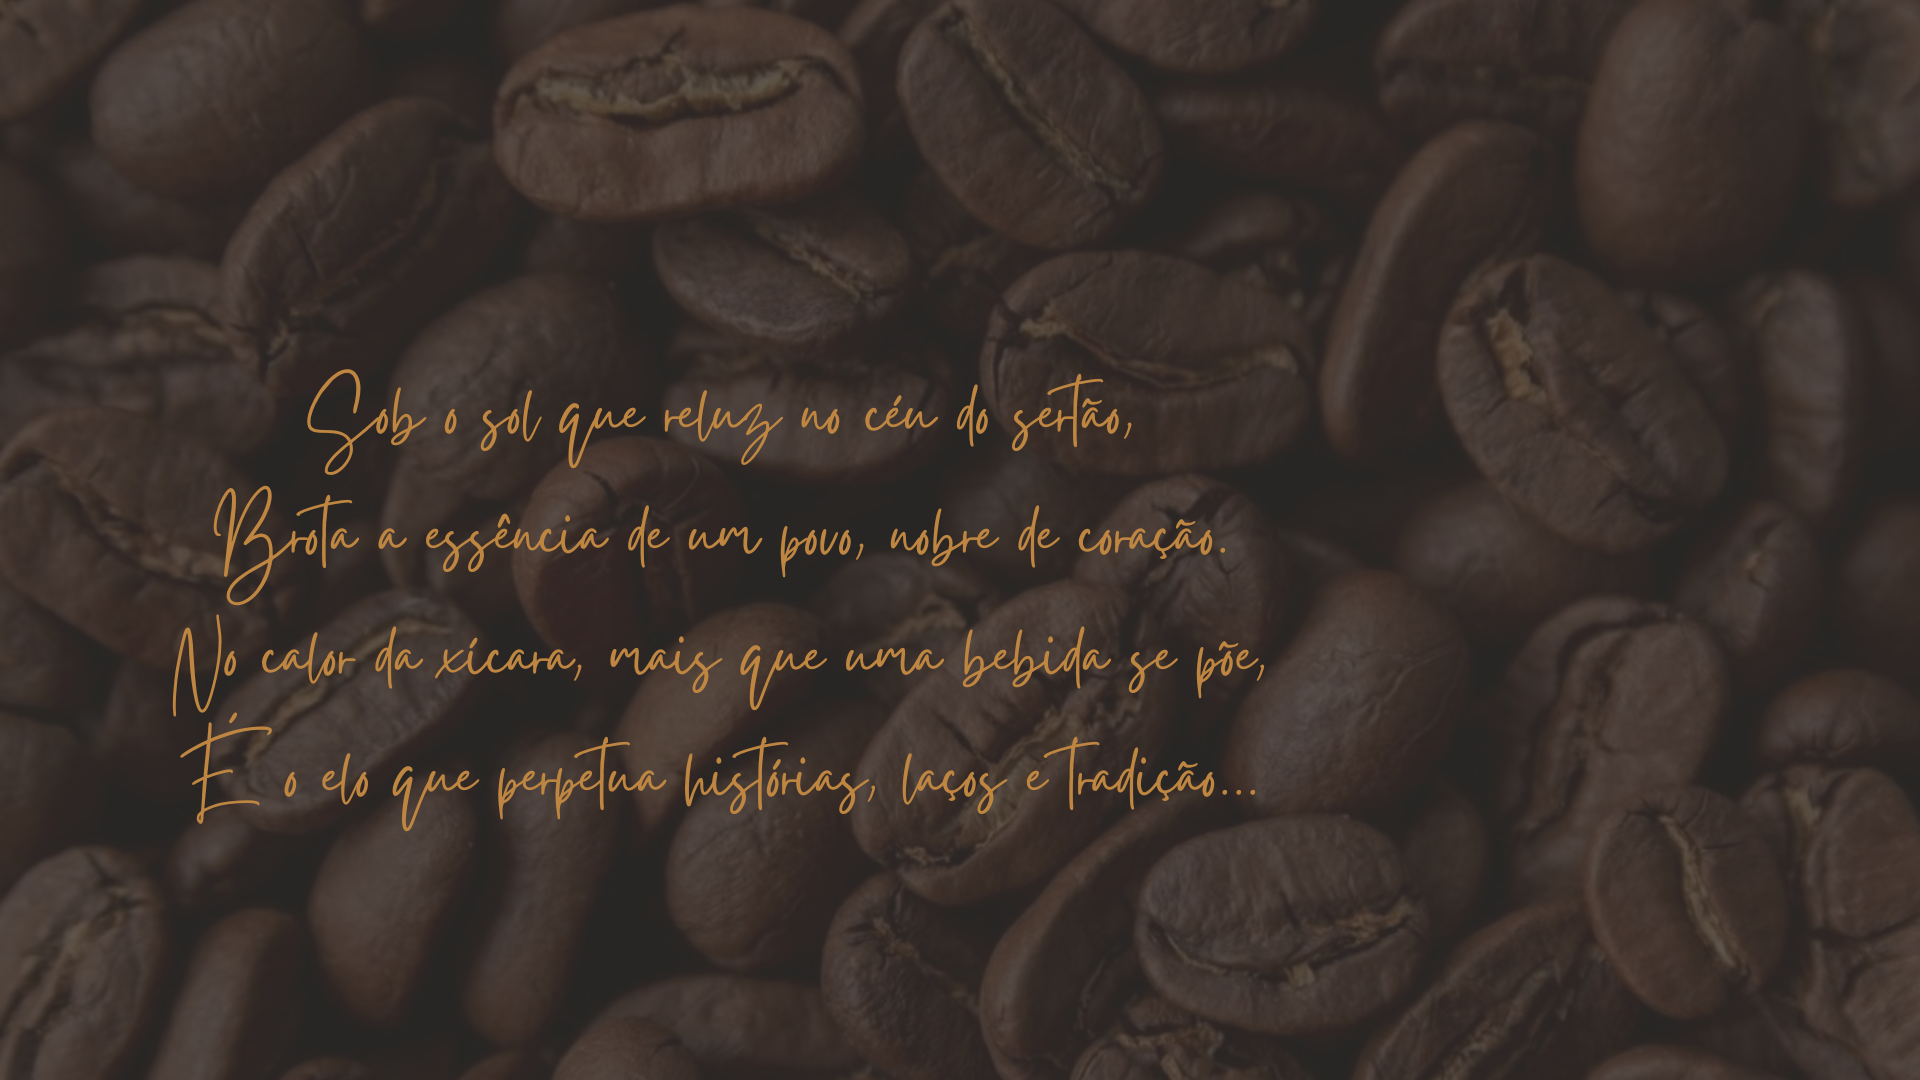 Sob o sol que reluz no céu do sertão,
Brota a essência de um povo, nobre de coração.
No calor da xícara, mais que uma bebida se põe,
É o elo que perpetua histórias, laços e tradição...